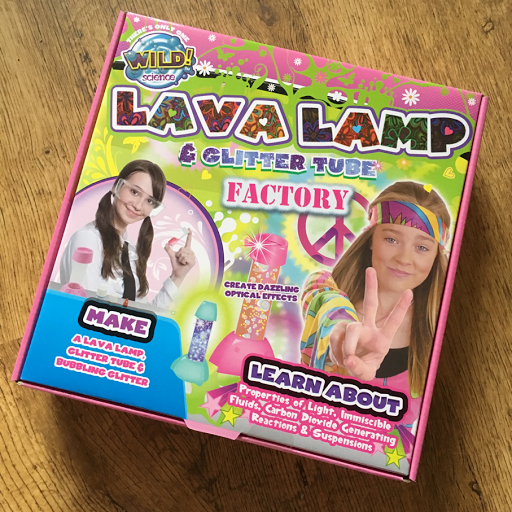 THERE'S ONLY ONE
WILD!
science
LAVA LAMP
& GLITTER TUBE
FACTORY
CREATE DAZZLING
OPTICAL EFFECTS
MAKE
A LAVA LAMP,
GLITTER TUBE &
BUBBLING GLITTER
LEARN ABOUT
Properties of Light, Immiscible
Fluids, Carbon Dioxide Generating
Reactions & Suspensions